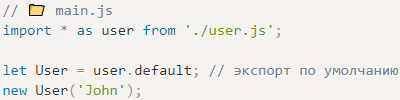 // 📁 main.js
import * as user from './user.js';
let User = user.default; // экспорт по умолчанию
new User('John');